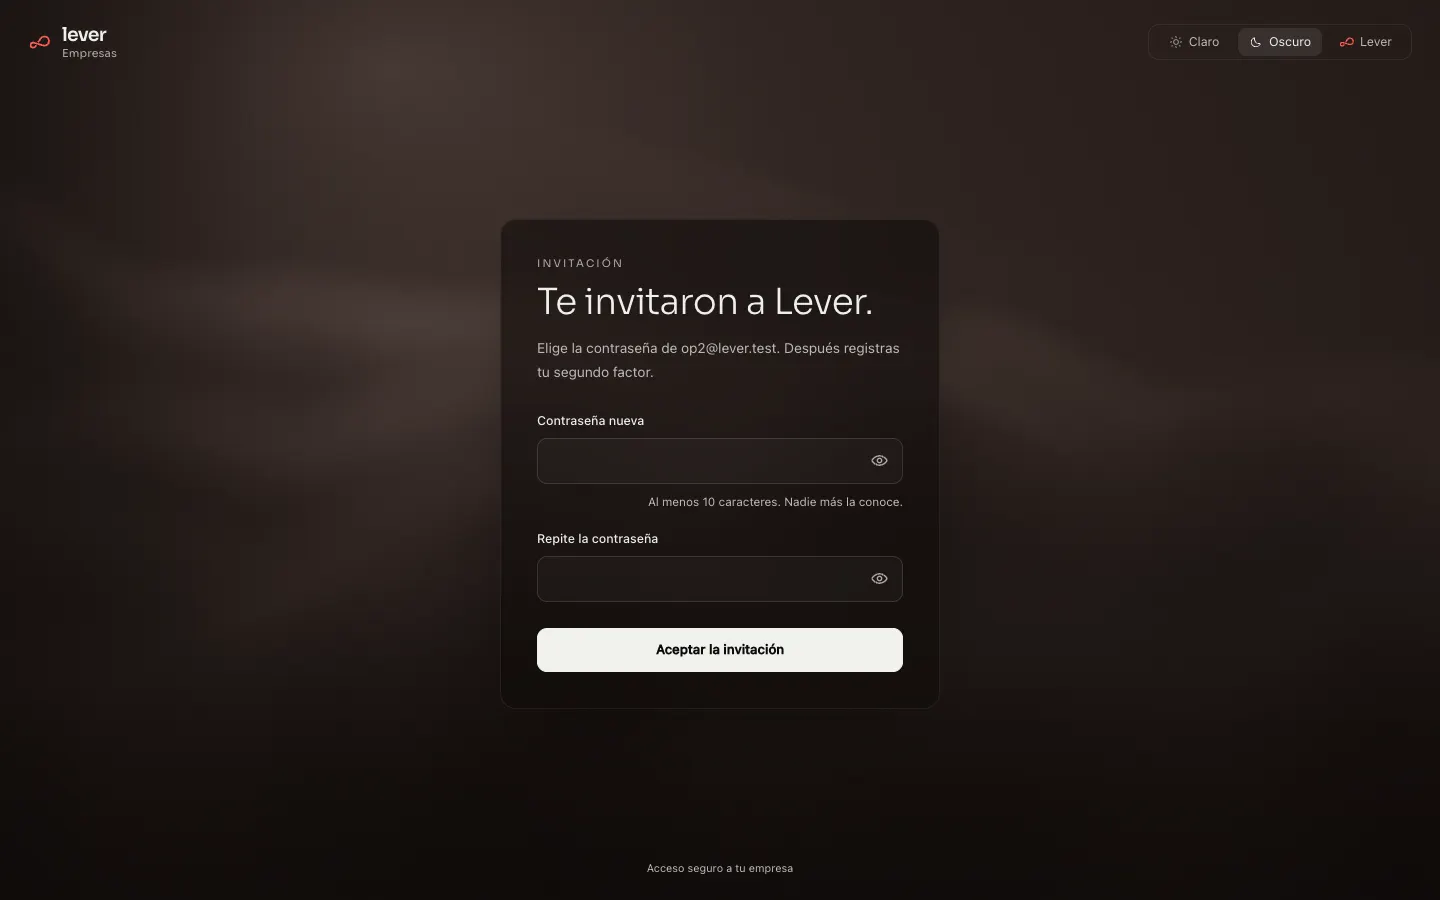 lever
Empresas
Claro
Oscuro
Lever
INVITACIÓN
Te invitaron a Lever.
Elige la contraseña de op2@lever.test. Después registras
tu segundo factor.
Contraseña nueva
Al menos 10 caracteres. Nadie más la conoce.
Repite la contraseña
Aceptar la invitación
Acceso seguro a tu empresa